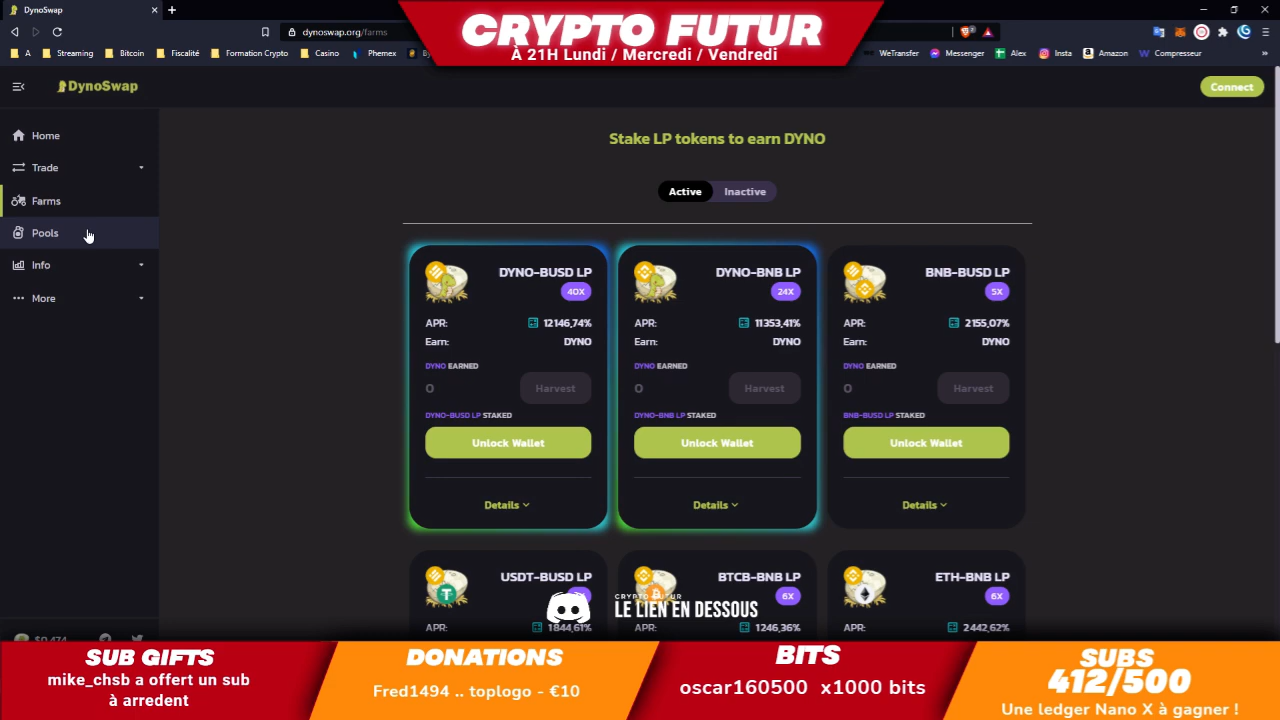 DynoSwap
CRYPTO FUTUR
À 21H Lundi / Mercredi / Vendredi
dynoswap.org/farms
A
Streaming
Bitcoin
Fiscalité
Formation Crypto
Casino
Phemex
WeTransfer
Messenger
Alex
Insta
Amazon
Compresseur
DynoSwap
Connect
Home
Trade
Farms
Pools
Info
More
Stake LP tokens to earn DYNO
Active
Inactive
DYNO-BUSD LP
40X
APR:
12146,74%
Earn:
DYNO
DYNO EARNED
0
Harvest
DYNO-BUSD LP STAKED
Unlock Wallet
Details
DYNO-BNB LP
24X
APR:
11353,41%
Earn:
DYNO
DYNO EARNED
0
Harvest
DYNO-BNB LP STAKED
Unlock Wallet
Details
BNB-BUSD LP
5X
APR:
2155,07%
Earn:
DYNO
DYNO EARNED
0
Harvest
BNB-BUSD LP STAKED
Unlock Wallet
Details
USDT-BUSD LP
APR:
1844,61%
BTCB-BNB LP
6X
1246,36%
ETH-BNB LP
6X
APR:
2442,62%
CRYPTO FUTUR
LE LIEN EN DESSOUS
$0.474
SUB GIFTS
mike_chsb a offert un sub
à arredent
DONATIONS
Fred1494 .. toplogo - €10
BITS
oscar160500 x1000 bits
SUBS
412/500
Une ledger Nano X à gagner !